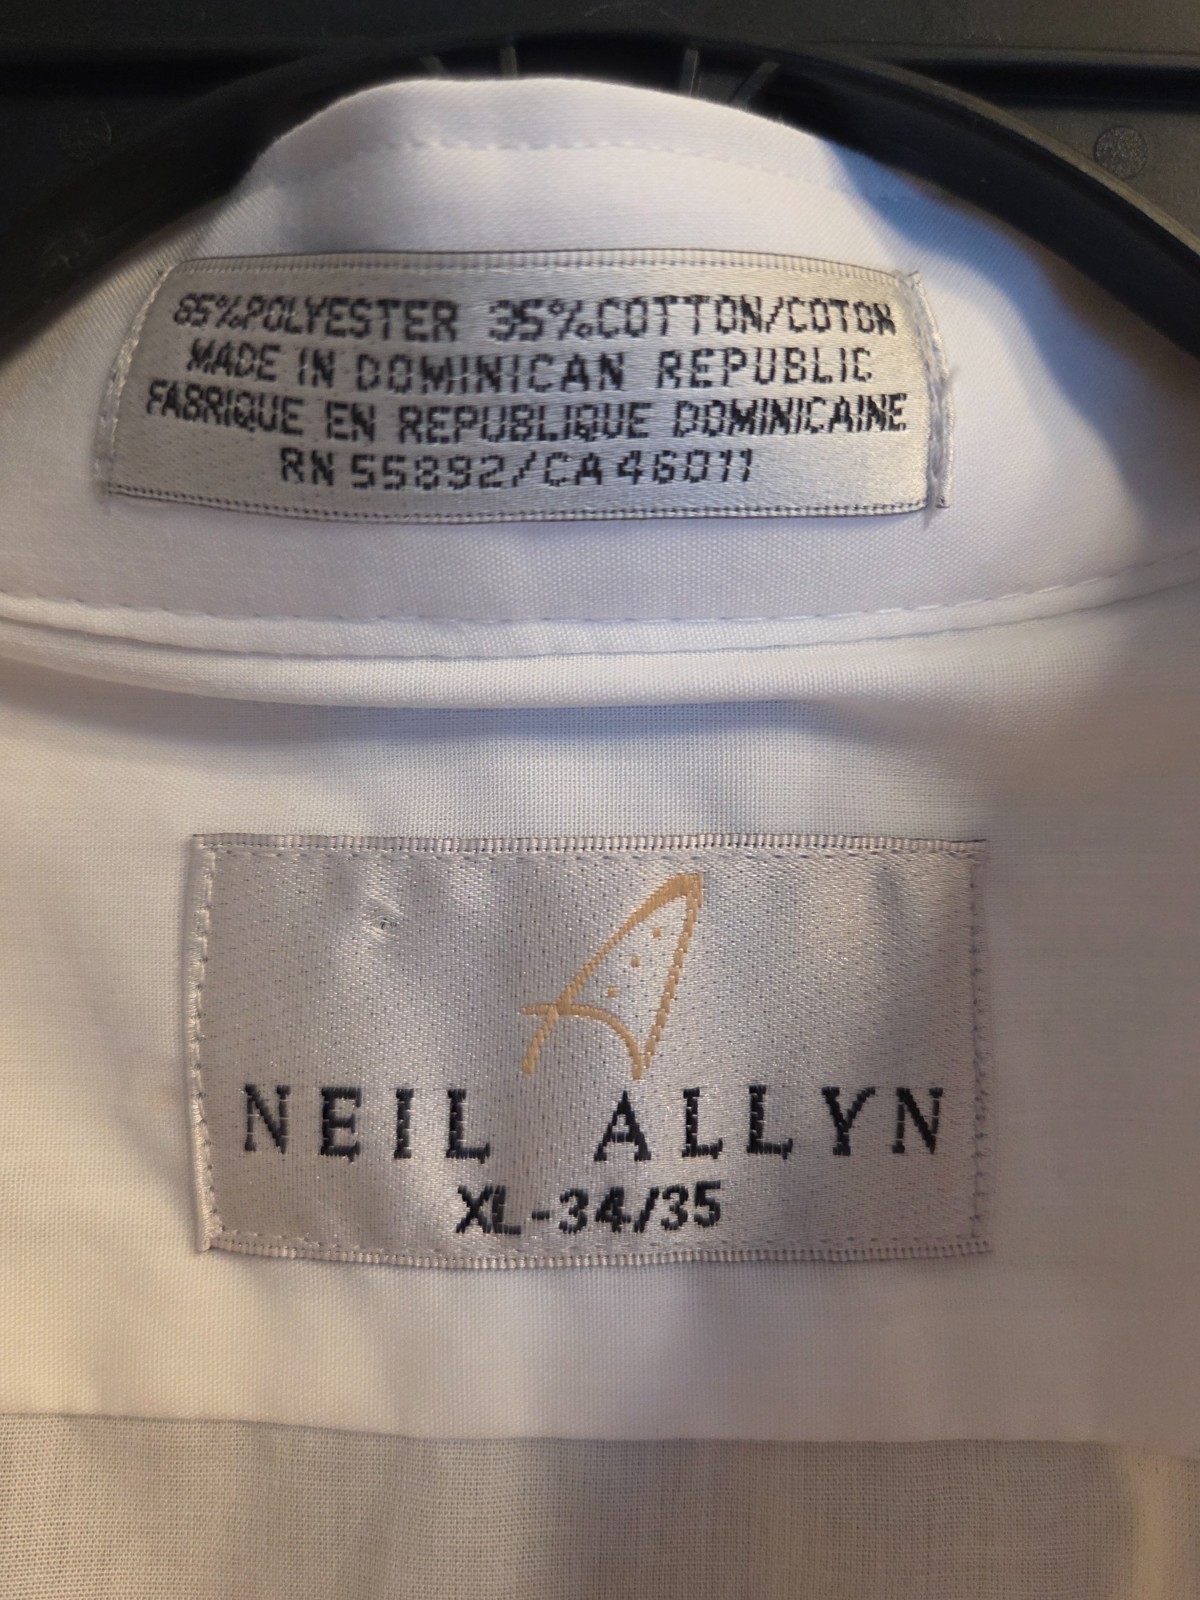 65%POLYESTER 35%COTTON/COTON
MADE IN DOMINICAN REPUBLIC
FABRIQUE EN REPUBLIQUE DOMINICAINE
RN 55892/CA 46011
NEIL ALLYN
XL-34/35